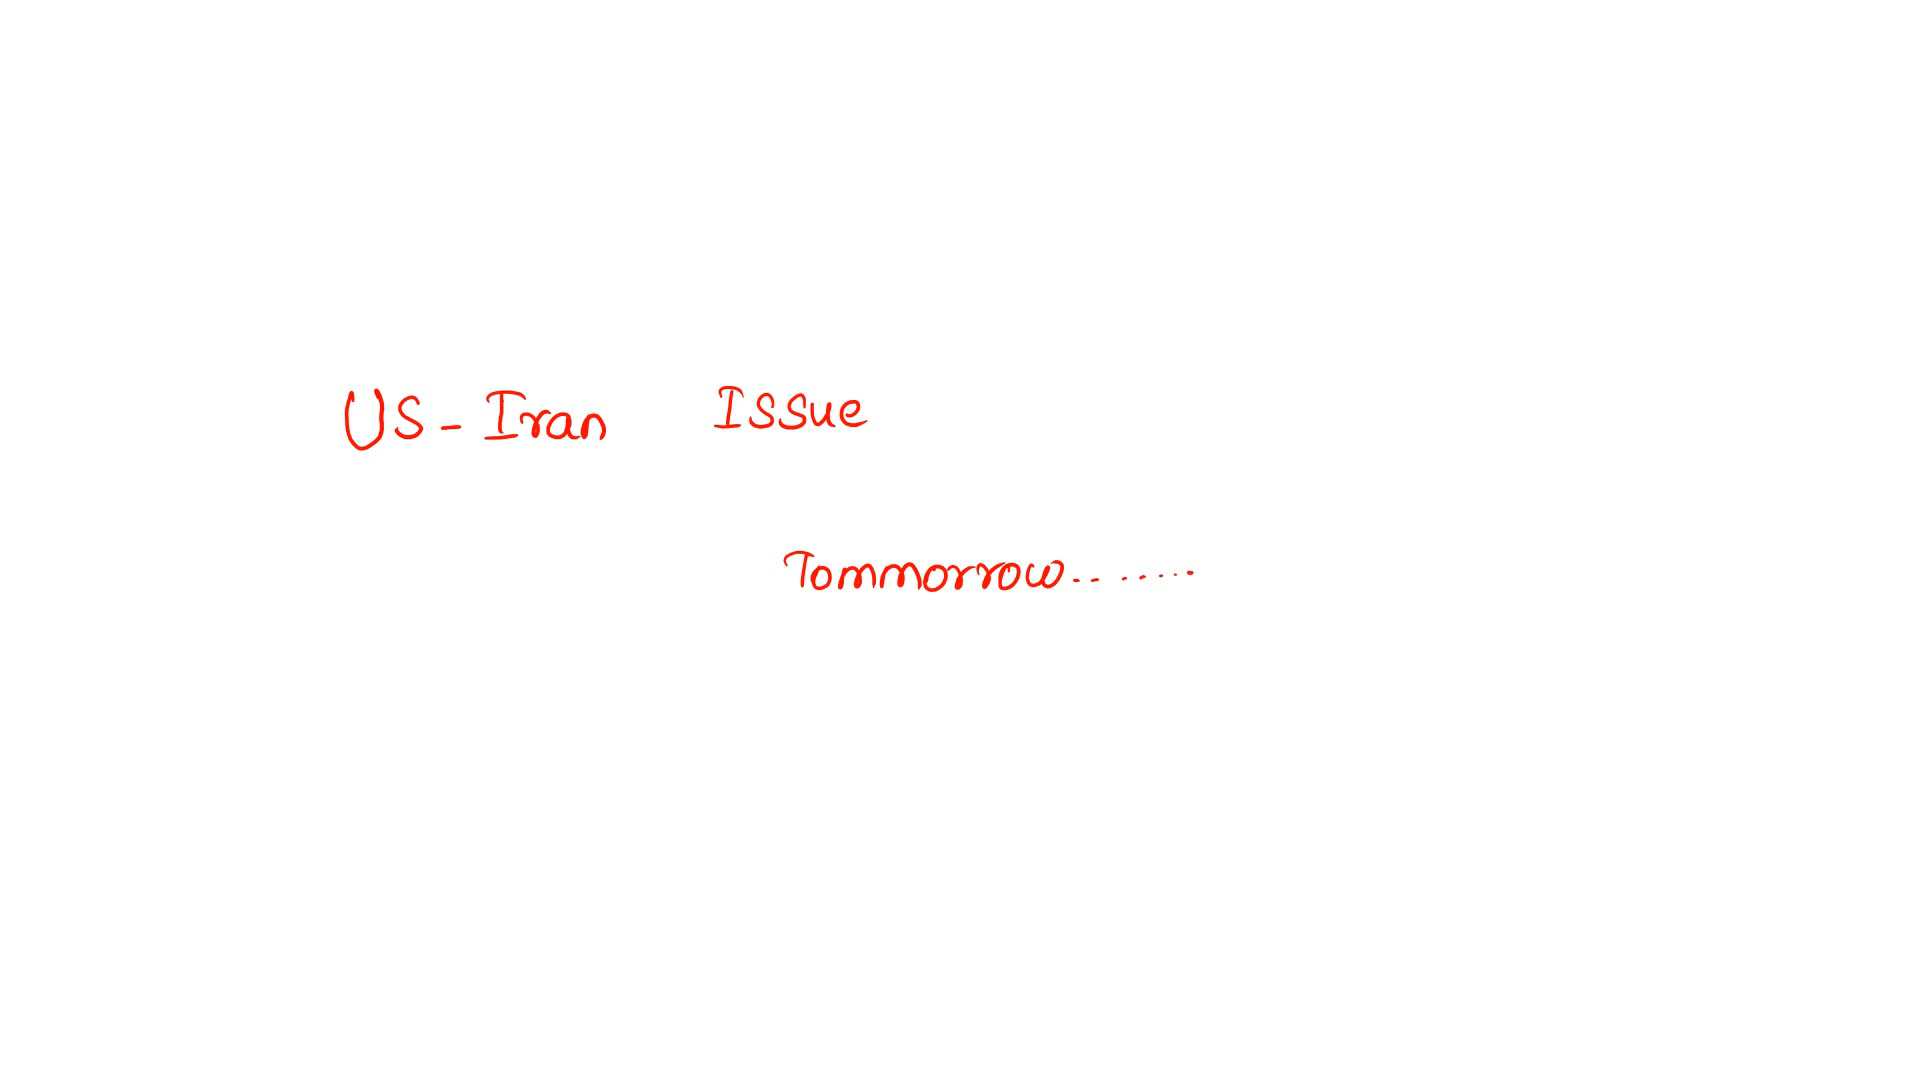 US - Iran Issue
Tommorrow........